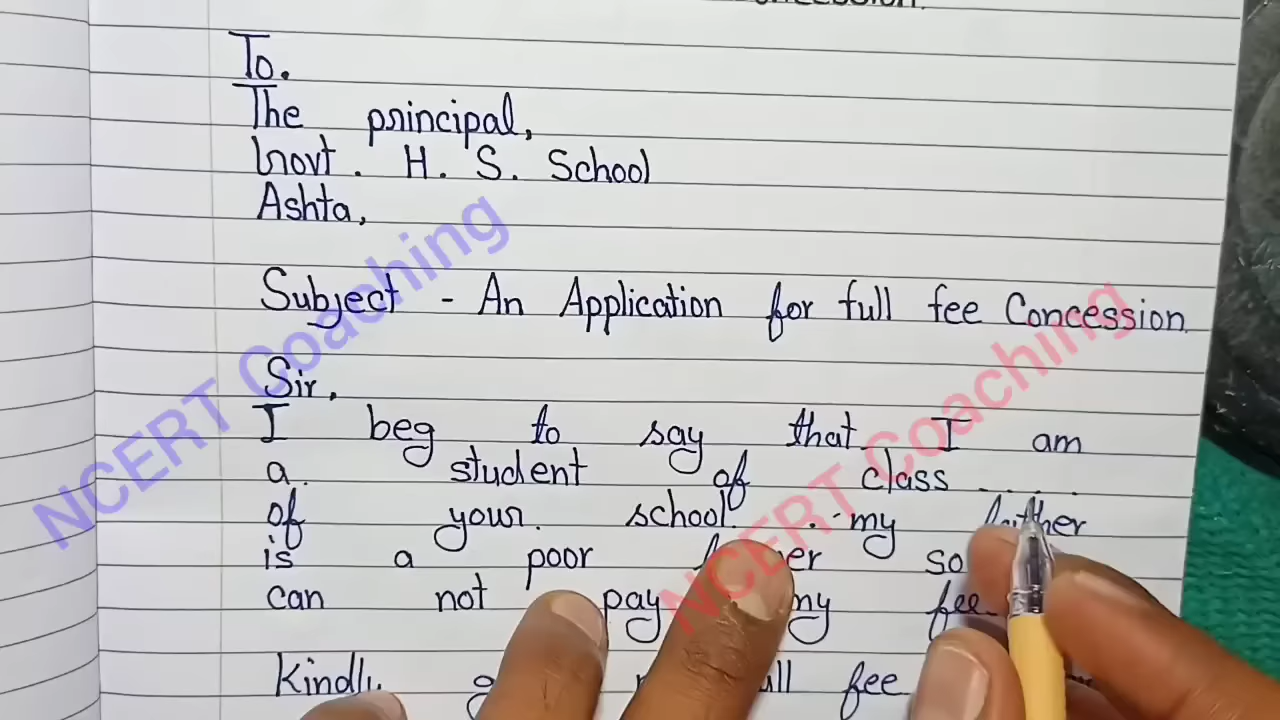 To.
The principal,
Govt. H. S. School
Ashta,
Subject - An Application for full fee Concession.
Sir,
I beg to say that I am
a. student of class .....
of your. school. . my father
is a poor so
can not pay my fee
Kindly fee
NCERT Coaching
NCERT Coaching